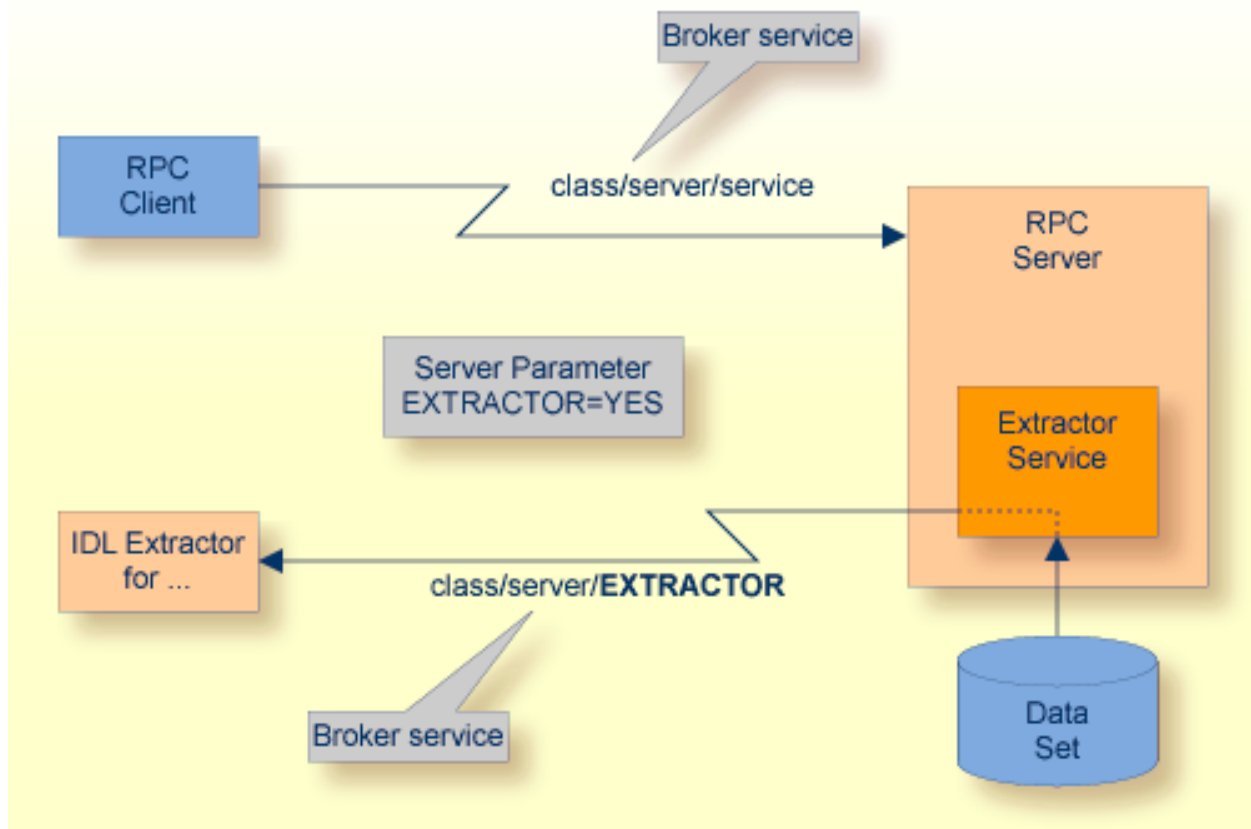 Broker service
RPC
Client
class/server/service
RPC
Server
Server Parameter
EXTRACTOR=YES
Extractor
Service
IDL Extractor
for ...
class/server/EXTRACTOR
Broker service
Data
Set